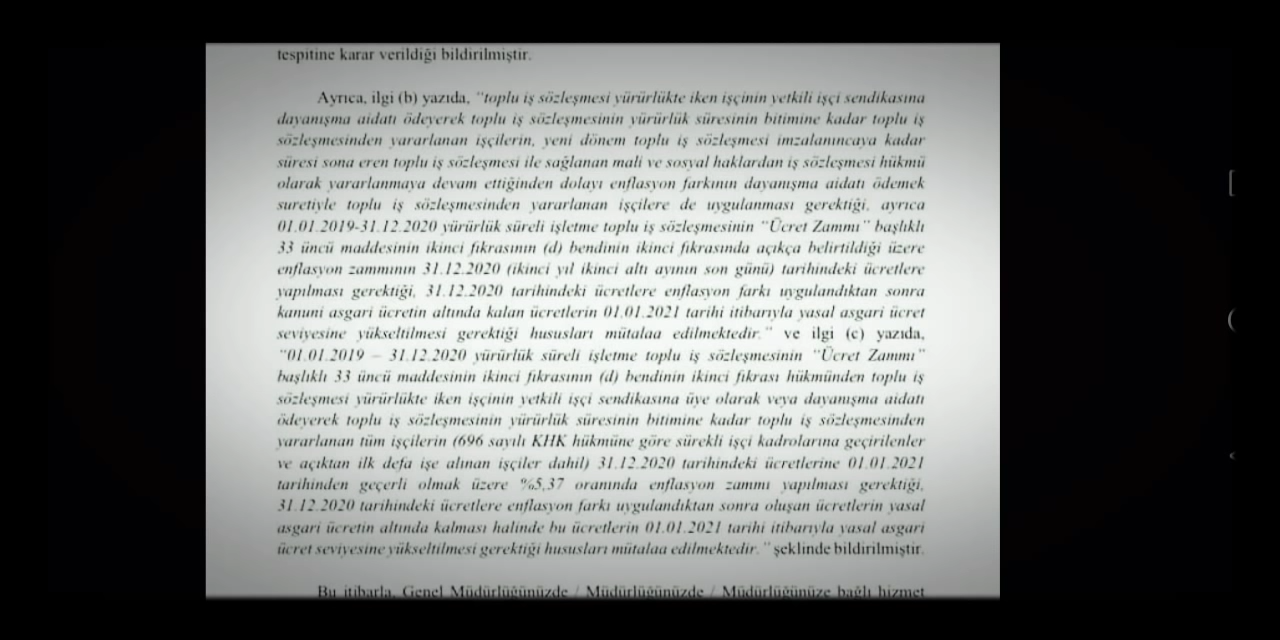 tespitine karar verildiği bildirilmiştir.
Ayrıca, ilgi (b) yazıda, "toplu iş sözleşmesi yürürlükte iken işçinin yetkili işçi sendikasına
dayanışma aidatı ödeyerek toplu iş sözleşmesinin yürürlük süresinin bitimine kadar toplu iş
sözleşmesinden yararlanan işçilerin, yeni dönem toplu iş sözleşmesi imzalanıncaya kadar
süresi sona eren toplu iş sözleşmesi ile sağlanan mali ve sosyal haklardan iş sözleşmesi hükmü
olarak yararlanmaya devam ettiğinden dolayı enflasyon farkının dayanışma aidatı ödemek
suretiyle toplu iş sözleşmesinden yararlanan işçilere de uygulanması gerektiği, ayrıca
01.01.2019-31.12.2020 yürürlük süreli işletme toplu iş sözleşmesinin "Ücret Zammı" başlıklı
33 üncü maddesinin ikinci fıkrasının (d) bendinin ikinci fıkrasında açıkça belirtildiği üzere
enflasyon zammının 31.12.2020 (ikinci yıl ikinci altı ayının son günü) tarihindeki ücretlere
yapılması gerektiği, 31.12.2020 tarihindeki ücretlere enflasyon farkı uygulandıktan sonra
kanuni asgari ücretin altında kalan ücretlerin 01.01.2021 tarihi itibarıyla yasal asgari ücret
seviyesine yükseltilmesi gerektiği hususları mütalaa edilmektedir." ve ilgi (c) yazıda,
"01.01.2019 – 31.12.2020 yürürlük süreli işletme toplu iş sözleşmesinin "Ücret Zammı"
başlıklı 33 üncü maddesinin ikinci fıkrasının (d) bendinin ikinci fıkrası hükmünden toplu iş
sözleşmesi yürürlükte iken işçinin yetkili işçi sendikasına üye olarak veya dayanışma aidatı
ödeyerek toplu iş sözleşmesinin yürürlük süresinin bitimine kadar toplu iş sözleşmesinden
yararlanan tüm işçilerin (696 sayılı KHK hükmüne göre sürekli işçi kadrolarına geçirilenler
ve açıktan ilk defa işe alınan işçiler dahil) 31.12.2020 tarihindeki ücretlerine 01.01.2021
tarihinden geçerli olmak üzere %5,37 oranında enflasyon zammı yapılması gerektiği,
31.12.2020 tarihindeki ücretlere enflasyon farkı uygulandıktan sonra oluşan ücretlerin yasal
asgari ücretin altında kalması halinde bu ücretlerin 01.01.2021 tarihi itibarıyla yasal asgari
ücret seviyesine yükseltilmesi gerektiği hususları mütalaa edilmektedir." şeklinde bildirilmiştir.
Bu itibarla, Genel Müdürlüğünüzde / Müdürlüğünüzde / Müdürlüğünüze bağlı hizmet